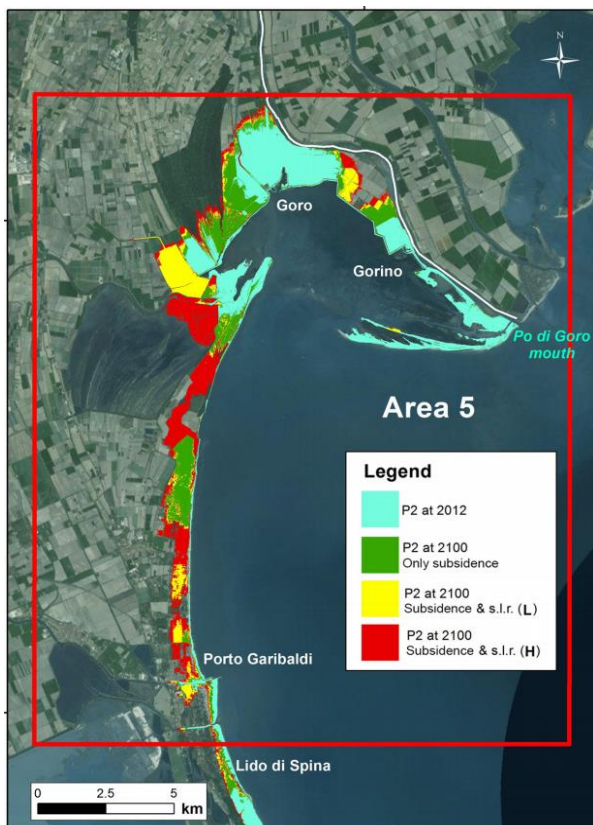 N
Goro
Gorino
Po di Goro
mouth
Area 5
Legend
P2 at 2012
P2 at 2100
Only subsidence
P2 at 2100
Subsidence & s.l.r. (L)
P2 at 2100
Subsidence & s.l.r. (H)
Porto Garibaldi
Lido di Spina
0 2.5 5
km